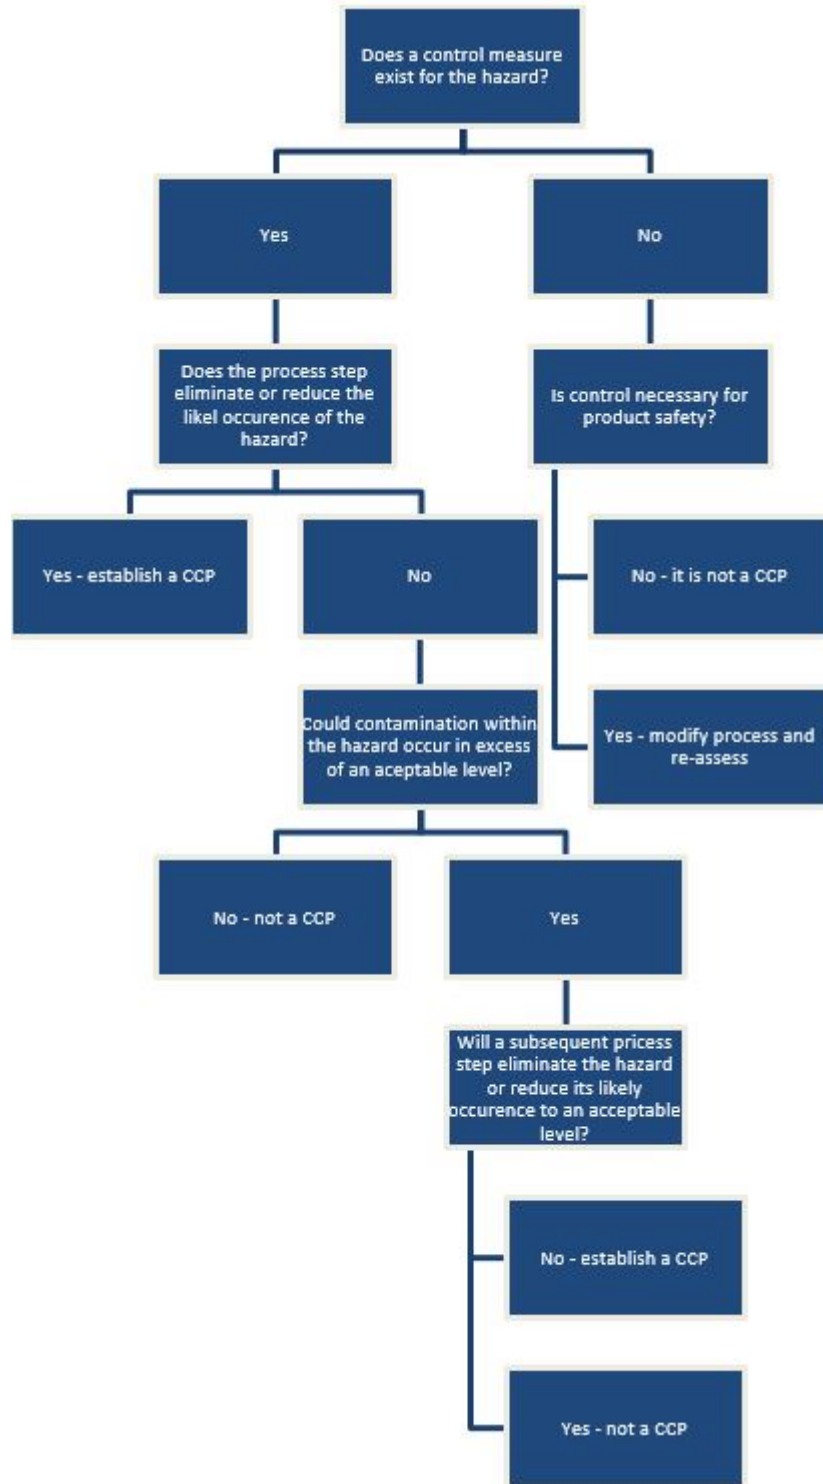 Does a control measure
exist for the hazard?
Yes
No
Does the process step
eliminate or reduce the
likel occurence of the
hazard?
Is control necessary for
product safety?
Yes - establish a CCP
No
No - it is not a CCP
Could contamination within
the hazard occur in excess
of an aceptable level?
Yes - modify process and
re-assess
No - not a CCP
Yes
Will a subsequent pricess
step eliminate the hazard
or reduce its likely
occurence to an acceptable
level?
No - establish a CCP
Yes - not a CCP